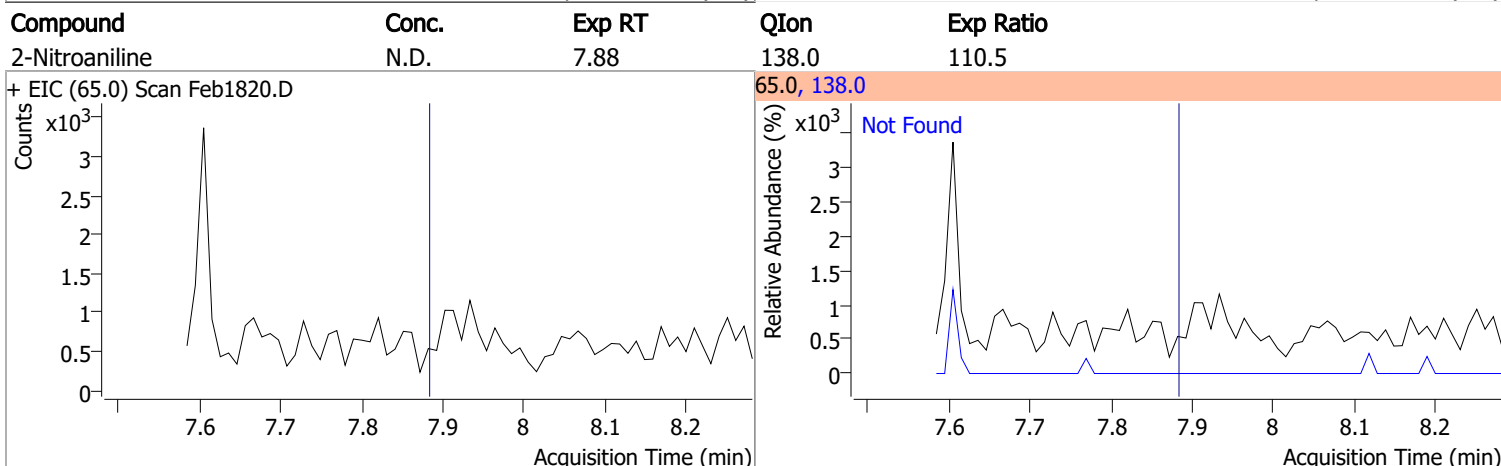 Compound Conc. Exp RT QIon Exp Ratio
2-Nitroaniline N.D. 7.88 138.0 110.5
+ EIC (65.0) Scan Feb1820.D
Counts
x10³
3
2.5
2
1.5
1
0.5
0
7.6 7.7 7.8 7.9 8 8.1 8.2
Acquisition Time (min)
65.0, 138.0
Relative Abundance (%)
x10³
Not Found
3
2.5
2
1.5
1
0.5
0
7.6 7.7 7.8 7.9 8 8.1 8.2
Acquisition Time (min)